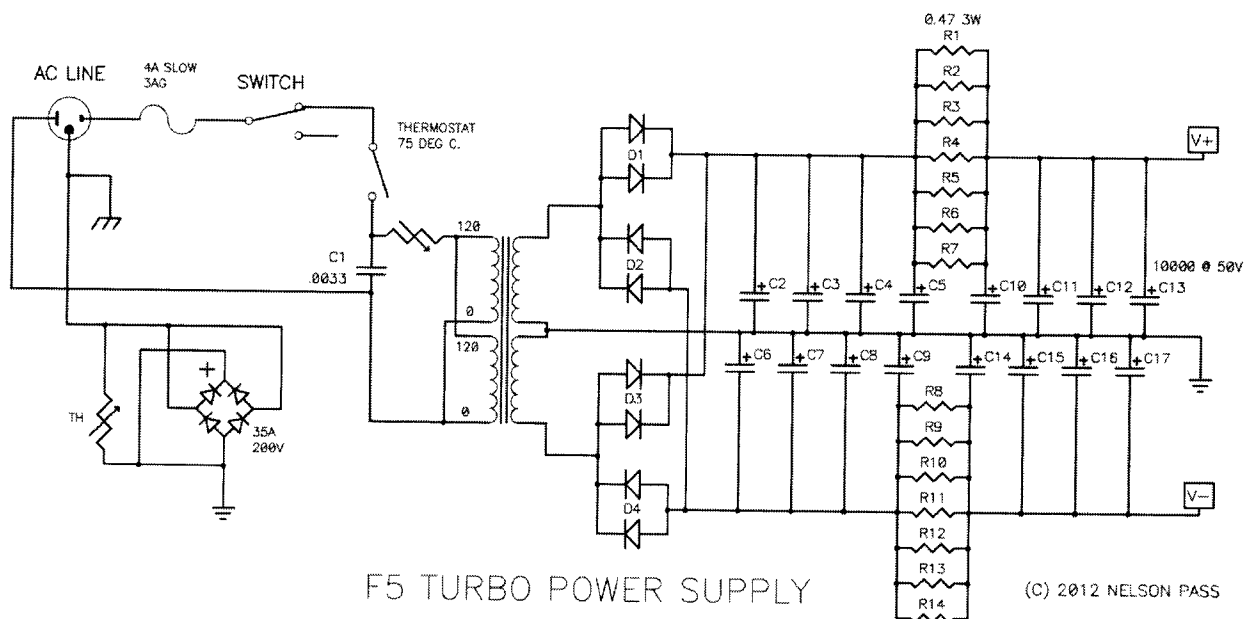 0.47 3W
R1
R2
R3
R4
R5
R6
R7
AC LINE
4A SLOW
3AG
SWITCH
THERMOSTAT
75 DEG C.
D1
V+
120
C1
.0033
D2
0
120
10000 @ 50V
+ C2
+ C3
+ C4
+ C5
+ C10
+ C11
+ C12
+ C13
+ C6
+ C7
+ C8
+ C9
+ C14
+ C15
+ C16
+ C17
+
D3
TH
0
35A
200V
R8
R9
R10
R11
R12
R13
R14
D4
V-
F5 TURBO POWER SUPPLY
(C) 2012 NELSON PASS